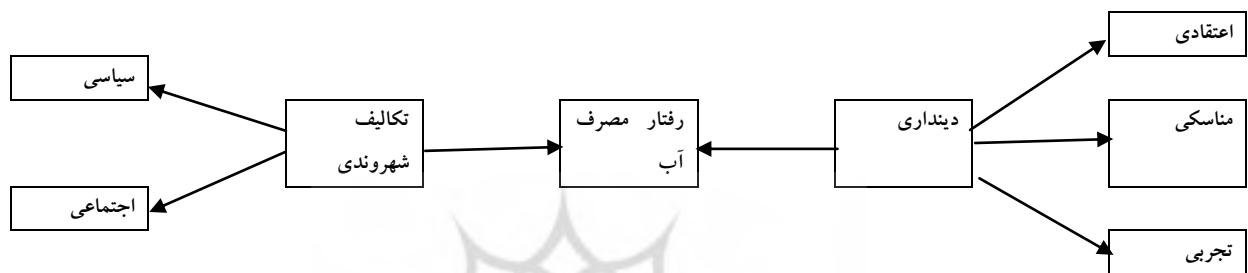 اعتقادی
سیاسی
تکالیف
شهروندی
رفتار مصرف
آب
دینداری
مناسکی
اجتماعی
تجربی